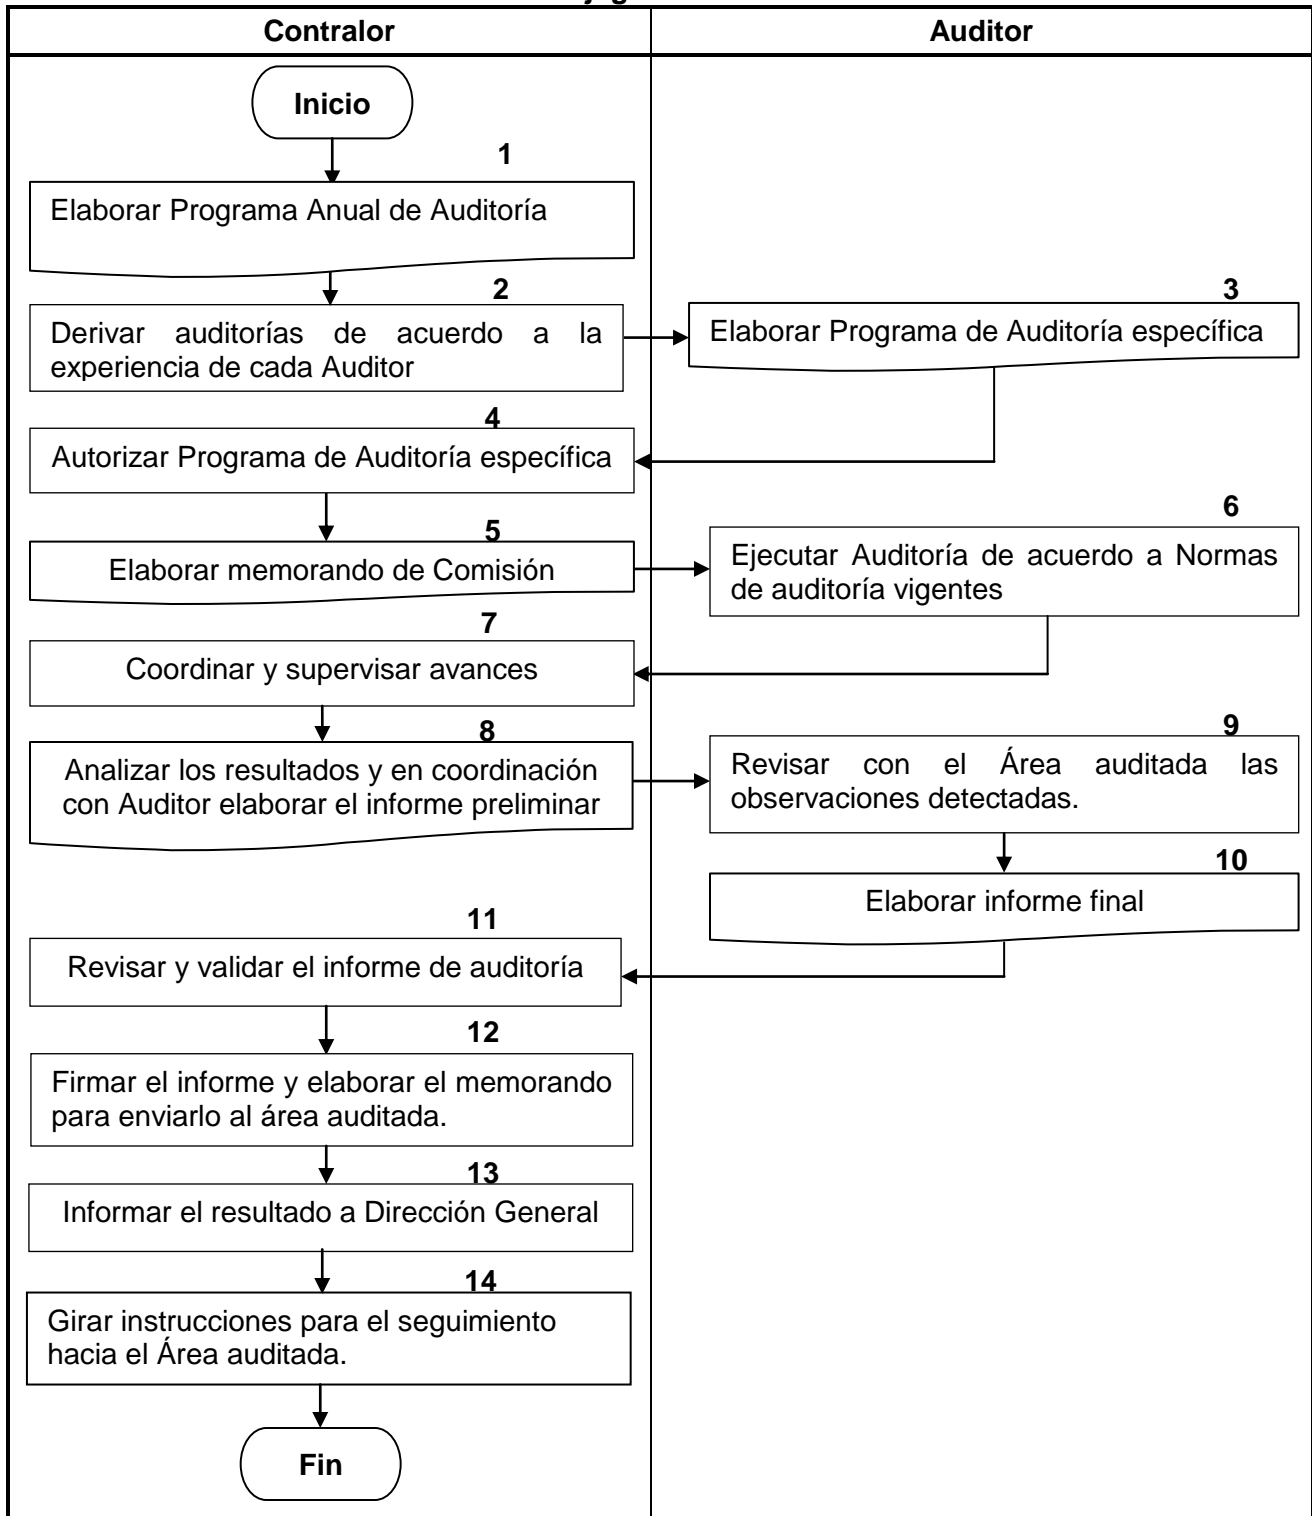 Contralor
Auditor
Inicio
1
Elaborar Programa Anual de Auditoría
2
Derivar auditorías de acuerdo a la
experiencia de cada Auditor
3
Elaborar Programa de Auditoría específica
4
Autorizar Programa de Auditoría específica
5
Elaborar memorando de Comisión
6
Ejecutar Auditoría de acuerdo a Normas
de auditoría vigentes
7
Coordinar y supervisar avances
8
Analizar los resultados y en coordinación
con Auditor elaborar el informe preliminar
9
Revisar con el Área auditada las
observaciones detectadas.
10
Elaborar informe final
11
Revisar y validar el informe de auditoría
12
Firmar el informe y elaborar el memorando
para enviarlo al área auditada.
13
Informar el resultado a Dirección General
14
Girar instrucciones para el seguimiento
hacia el Área auditada.
Fin